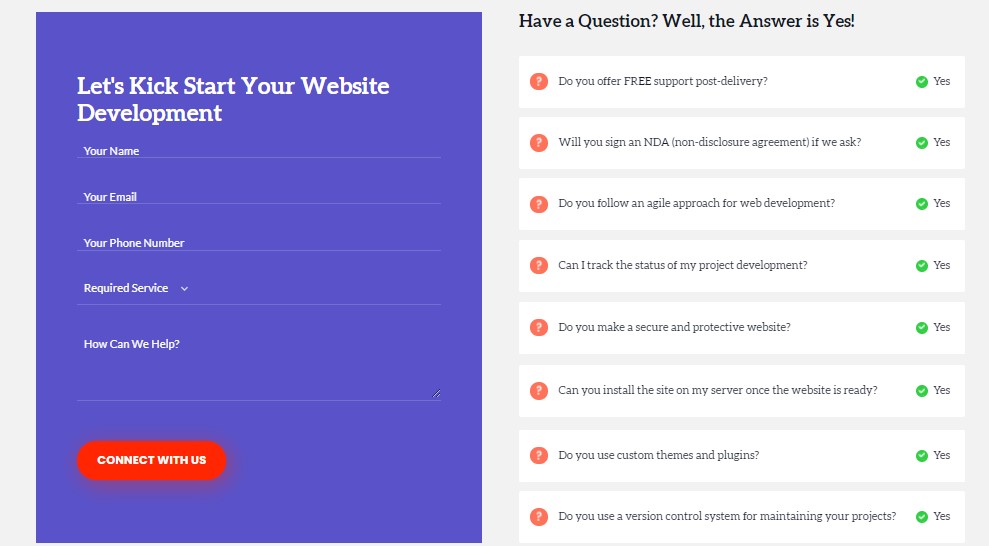 Let's Kick Start Your Website
Development
Your Name
Your Email
Your Phone Number
Required Service
How Can We Help?
CONNECT WITH US
Have a Question? Well, the Answer is Yes!
? Do you offer FREE support post-delivery? Yes
? Will you sign an NDA (non-disclosure agreement) if we ask? Yes
? Do you follow an agile approach for web development? Yes
? Can I track the status of my project development? Yes
? Do you make a secure and protective website? Yes
? Can you install the site on my server once the website is ready? Yes
? Do you use custom themes and plugins? Yes
? Do you use a version control system for maintaining your projects? Yes